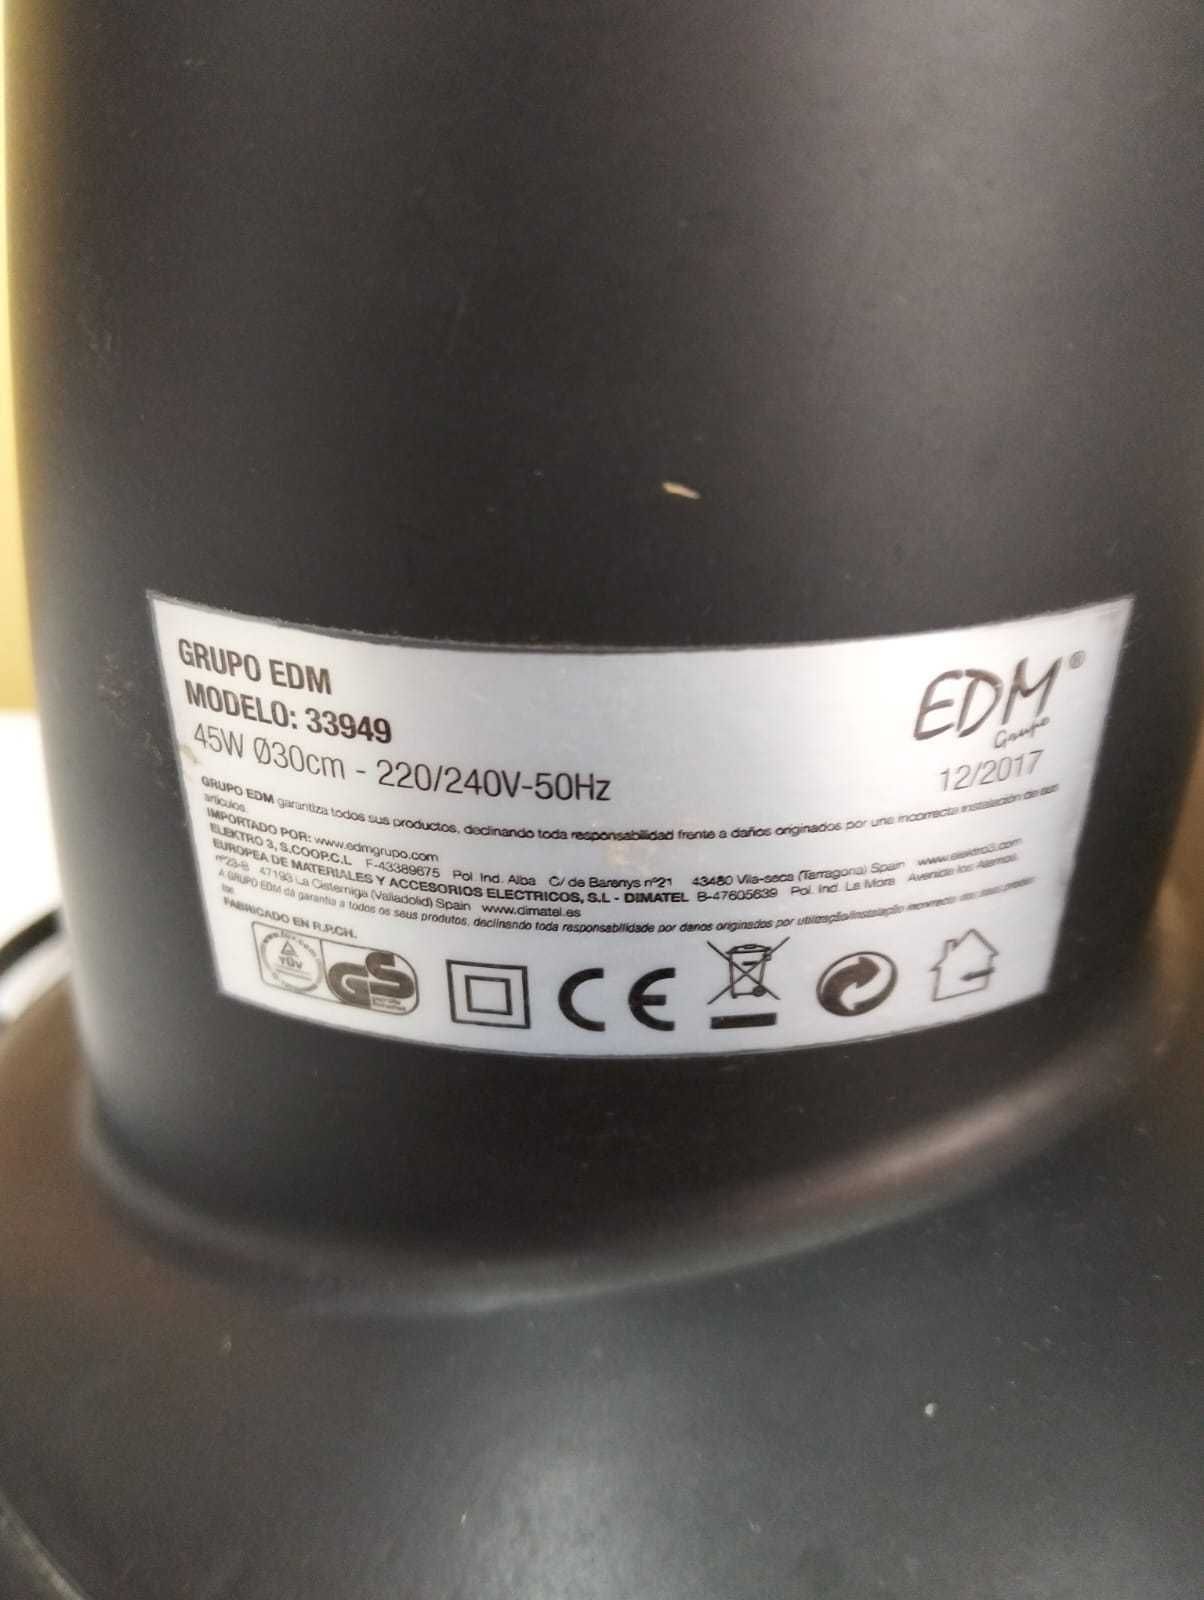 GRUPO EDM
MODELO: 33949
45W Ø30cm - 220/240V-50Hz
EDM®
Grupo
12/2017
GRUPO EDM garantiza todos sus productos, declinando toda responsabilidad frente a daños originados por una incorrecta instalación de sus
artículos.
IMPORTADO POR: www.edmgrupo.com
ELEKTRO 3, S.COOP.C.L F-43389675 Pol Ind. Alba C/ de Barenys nº21 43480 Vila-seca (Tarragona) Spain www.elektro3.com
EUROPEA DE MATERIALES Y ACCESORIOS ELECTRICOS, S.L - DIMATEL B-47605639 Pol. Ind. La Mora Avenida los Alamos,
nº23-B 47193 La Cisterniga (Valladolid) Spain www.dimatel.es
A GRUPO EDM dá garantia a todos os seus produtos, declinando toda responsabilidade por danos originados por utilização/instalação incorrecta
FABRICADO EN R.P.CH.
TÜV
GS
CE